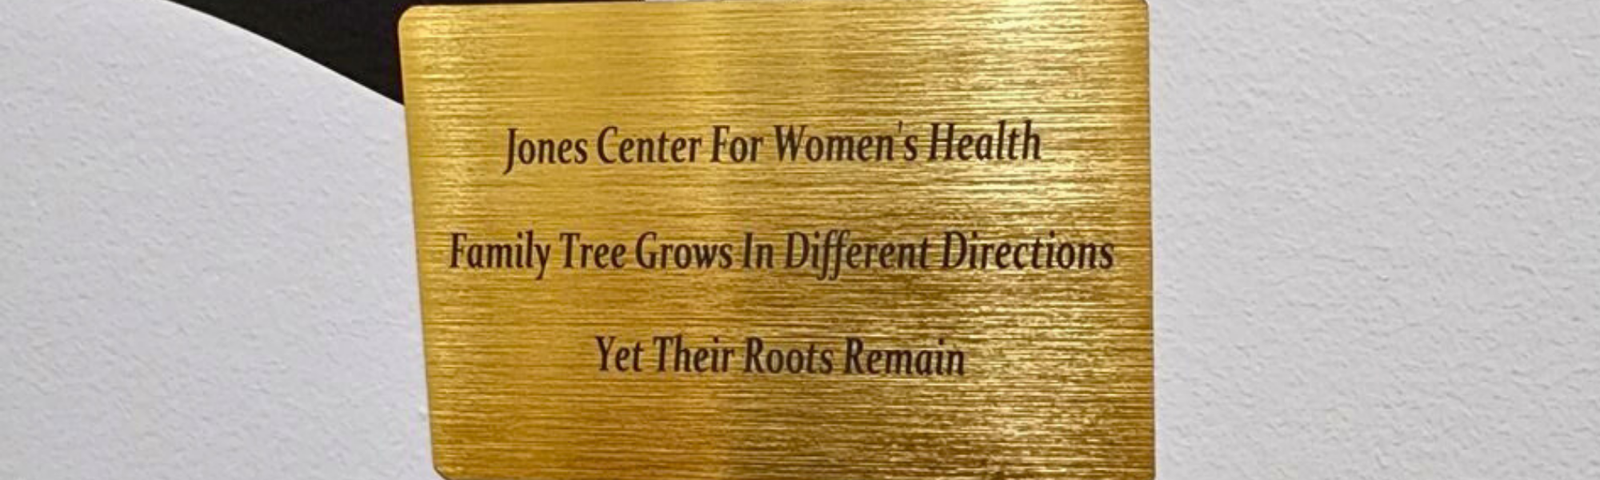 Jones Center For Women's Health
Family Tree Grows In Different Directions
Yet Their Roots Remain